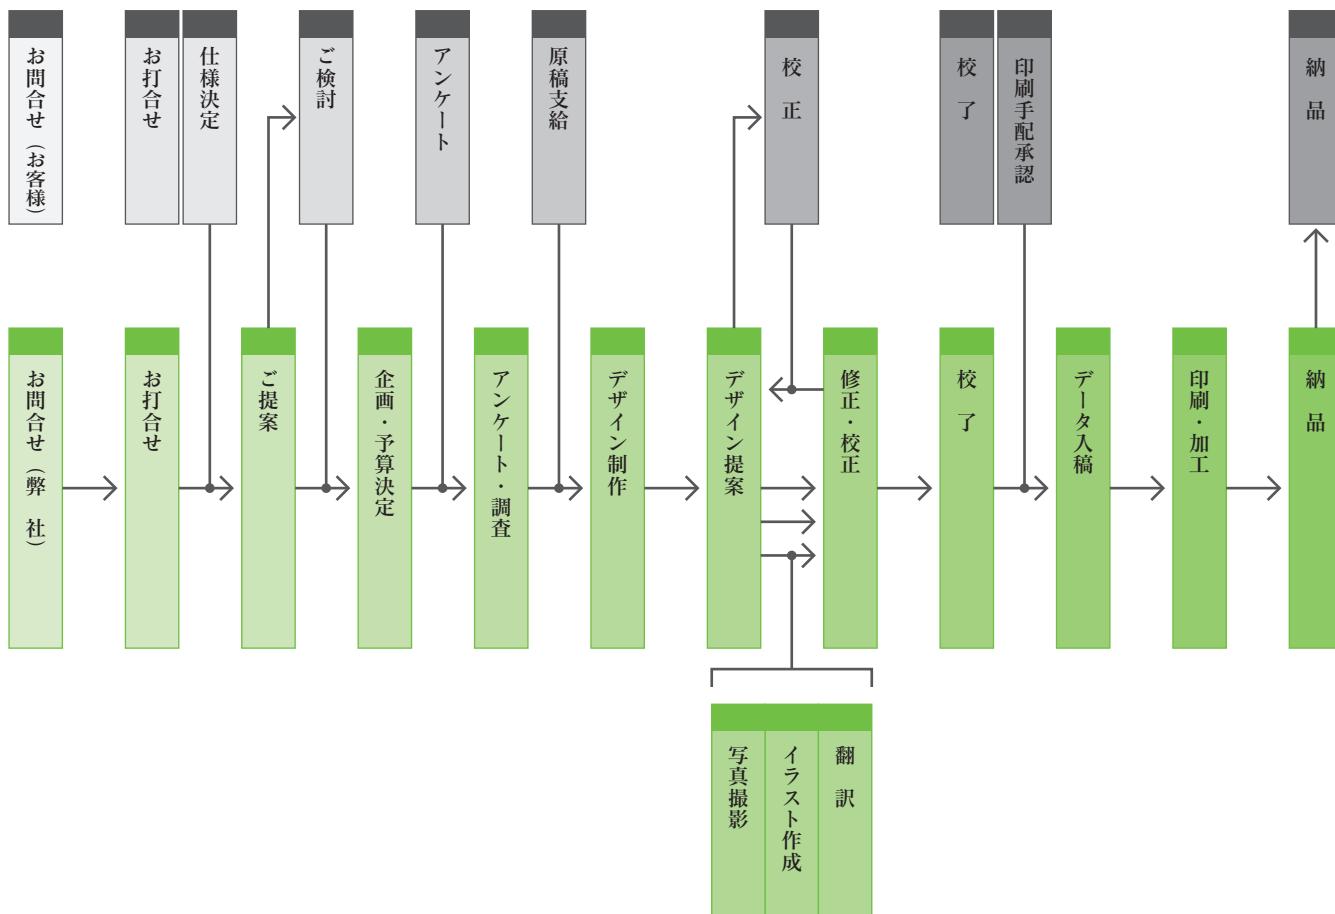 お問合せ（お客様）
お打合せ
仕様決定
ご検討
アンケート
原稿支給
校　正
校　了
印刷手配承認
納　品
お問合せ（弊　社）
お打合せ
ご提案
企画・予算決定
アンケート・調査
デザイン制作
デザイン提案
修正・校正
校　了
データ入稿
印刷・加工
納　品
写真撮影
イラスト作成
翻　訳